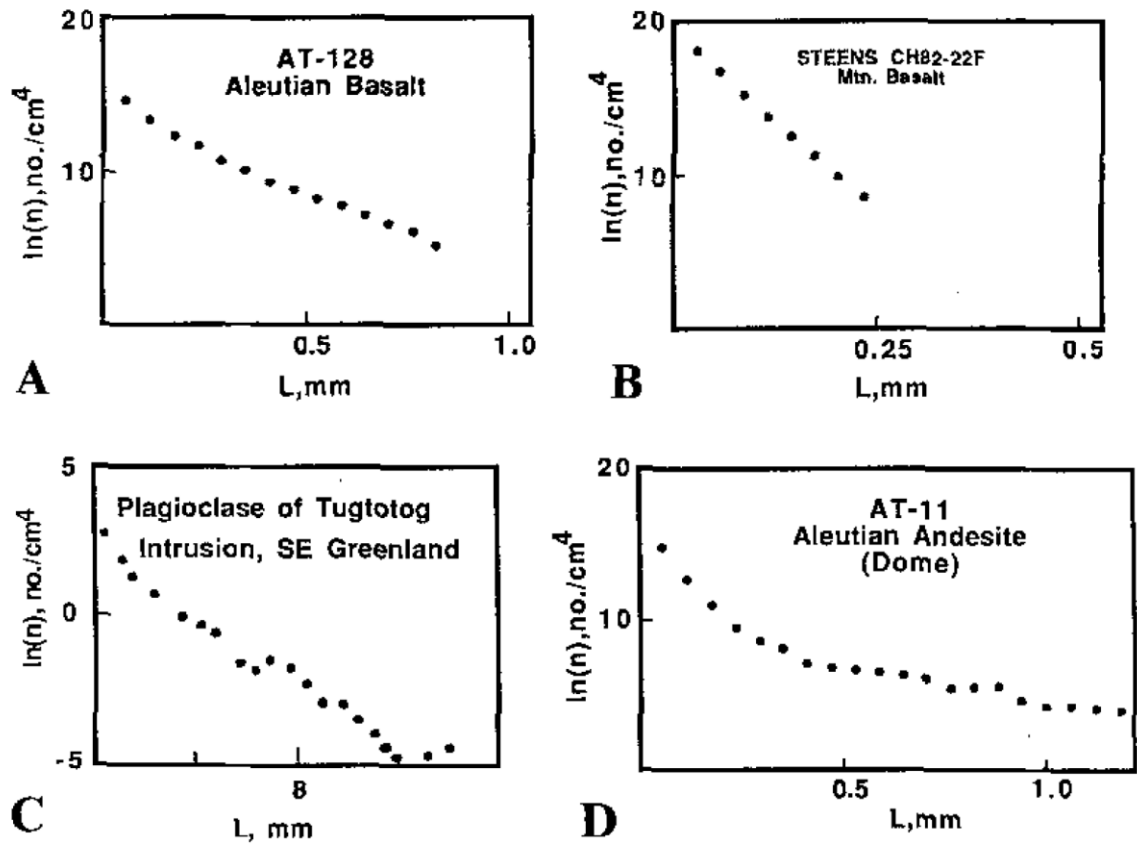 20
AT-128
Aleutian Basalt
ln(n),no./cm4
10
0.5
1.0
A
L,mm
20
STEENS CH82-22F
Mtn. Basalt
ln(n),no./cm4
10
0.25
0.5
B
L,mm
5
Plagioclase of Tugtotog
Intrusion, SE Greenland
ln(n), no./cm4
0
-5
8
C
L, mm
20
AT-11
Aleutian Andesite
(Dome)
ln(n),no./cm4
10
0.5
1.0
D
L,mm